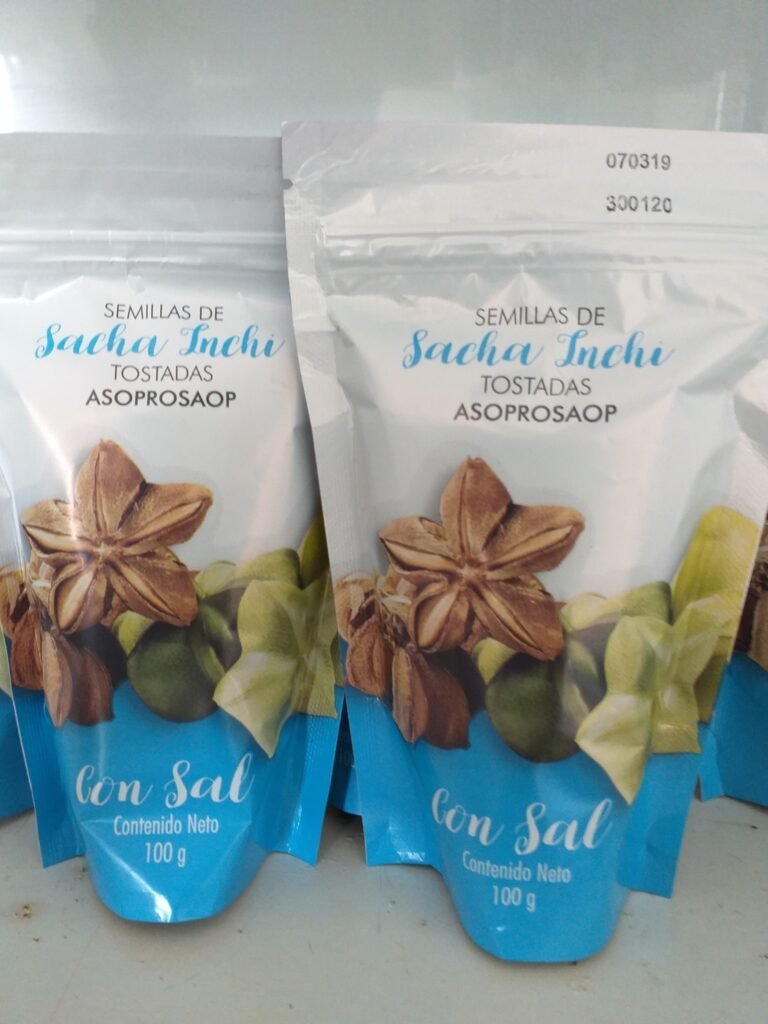 SEMILLAS DE
Sacha Inchi
TOSTADAS
ASOPROSAOP
Con Sal
Contenido Neto
100 g
070319
300120
SEMILLAS DE
Sacha Inchi
TOSTADAS
ASOPROSAOP
Con Sal
Contenido Neto
100 g